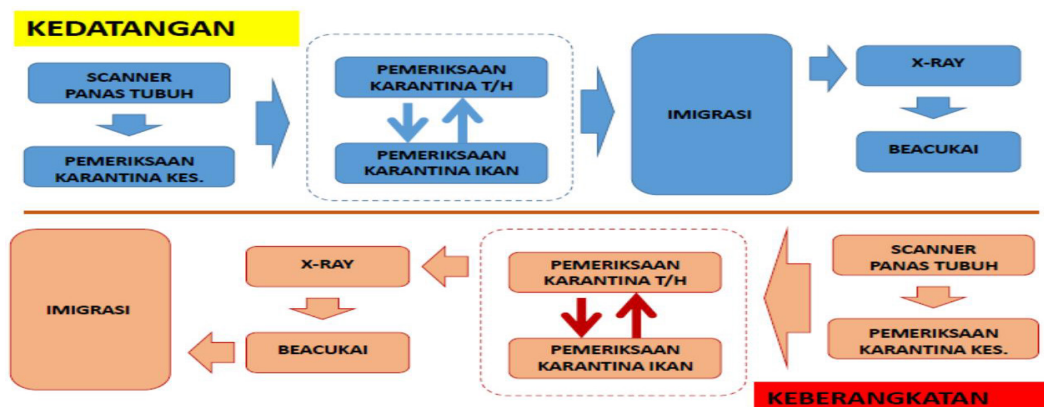 KEDATANGAN
SCANNER
PANAS TUBUH
PEMERIKSAAN
KARANTINA KES.
PEMERIKSAAN
KARANTINA T/H
PEMERIKSAAN
KARANTINA IKAN
IMIGRASI
X-RAY
BEACUKAI
IMIGRASI
X-RAY
BEACUKAI
PEMERIKSAAN
KARANTINA T/H
PEMERIKSAAN
KARANTINA IKAN
SCANNER
PANAS TUBUH
PEMERIKSAAN
KARANTINA KES.
KEBERANGKATAN